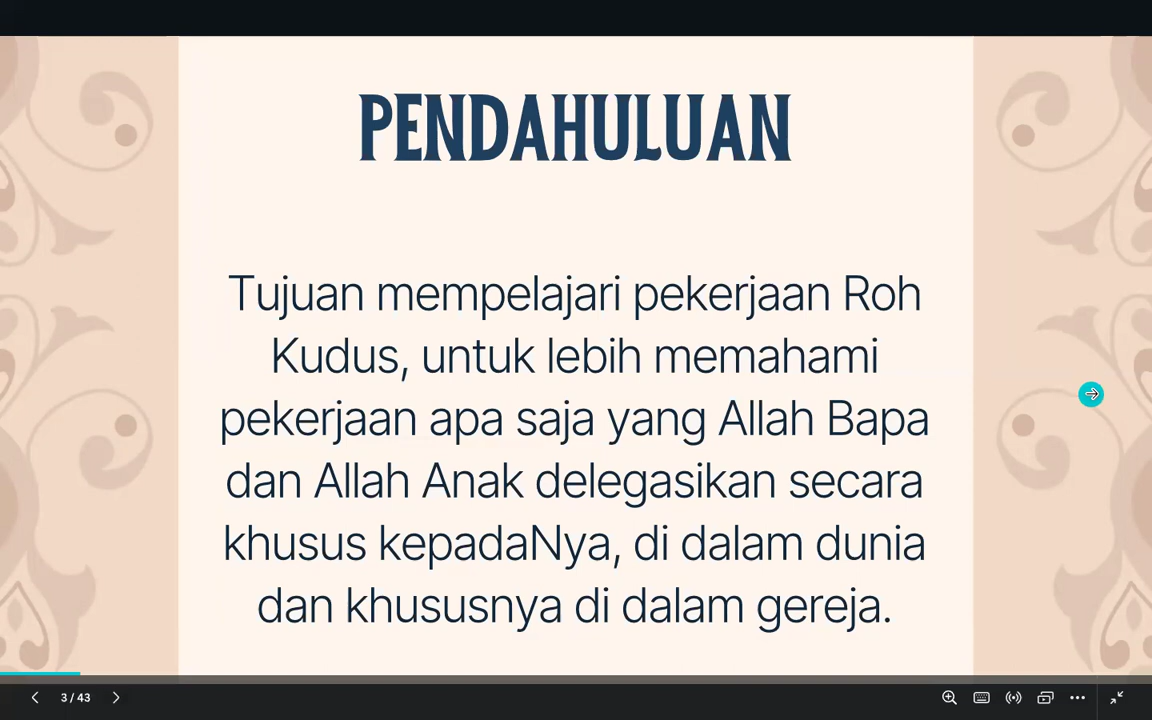 PENDAHULUAN
Tujuan mempelajari pekerjaan Roh
Kudus, untuk lebih memahami
pekerjaan apa saja yang Allah Bapa
dan Allah Anak delegasikan secara
khusus kepadaNya, di dalam dunia
dan khususnya di dalam gereja.
3 / 43